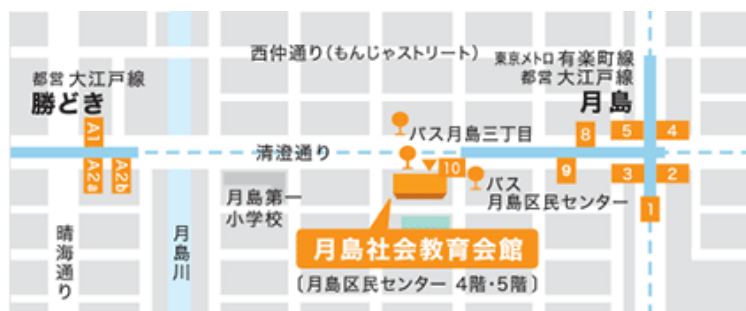 西仲通り(もんじゃストリート)
東京メトロ 有楽町線
都営 大江戸線
月島
都営 大江戸線
勝どき
A1
A2a
A2b
清澄通り
バス月島三丁目
8
5
4
10
9
3
2
1
バス
月島区民センター
月島第一
小学校
晴海通り
月島川
月島社会教育会館
〔月島区民センター 4階・5階〕